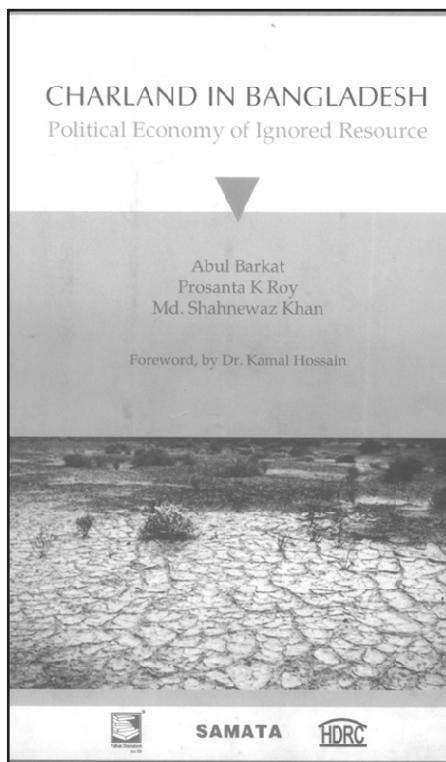 CHARLAND IN BANGLADESH
Political Economy of Ignored Resource
Abul Barkat
Prosanta K Roy
Md. Shahnewaz Khan
Foreword, by Dr. Kamal Hossain
SAMATA
HDRC